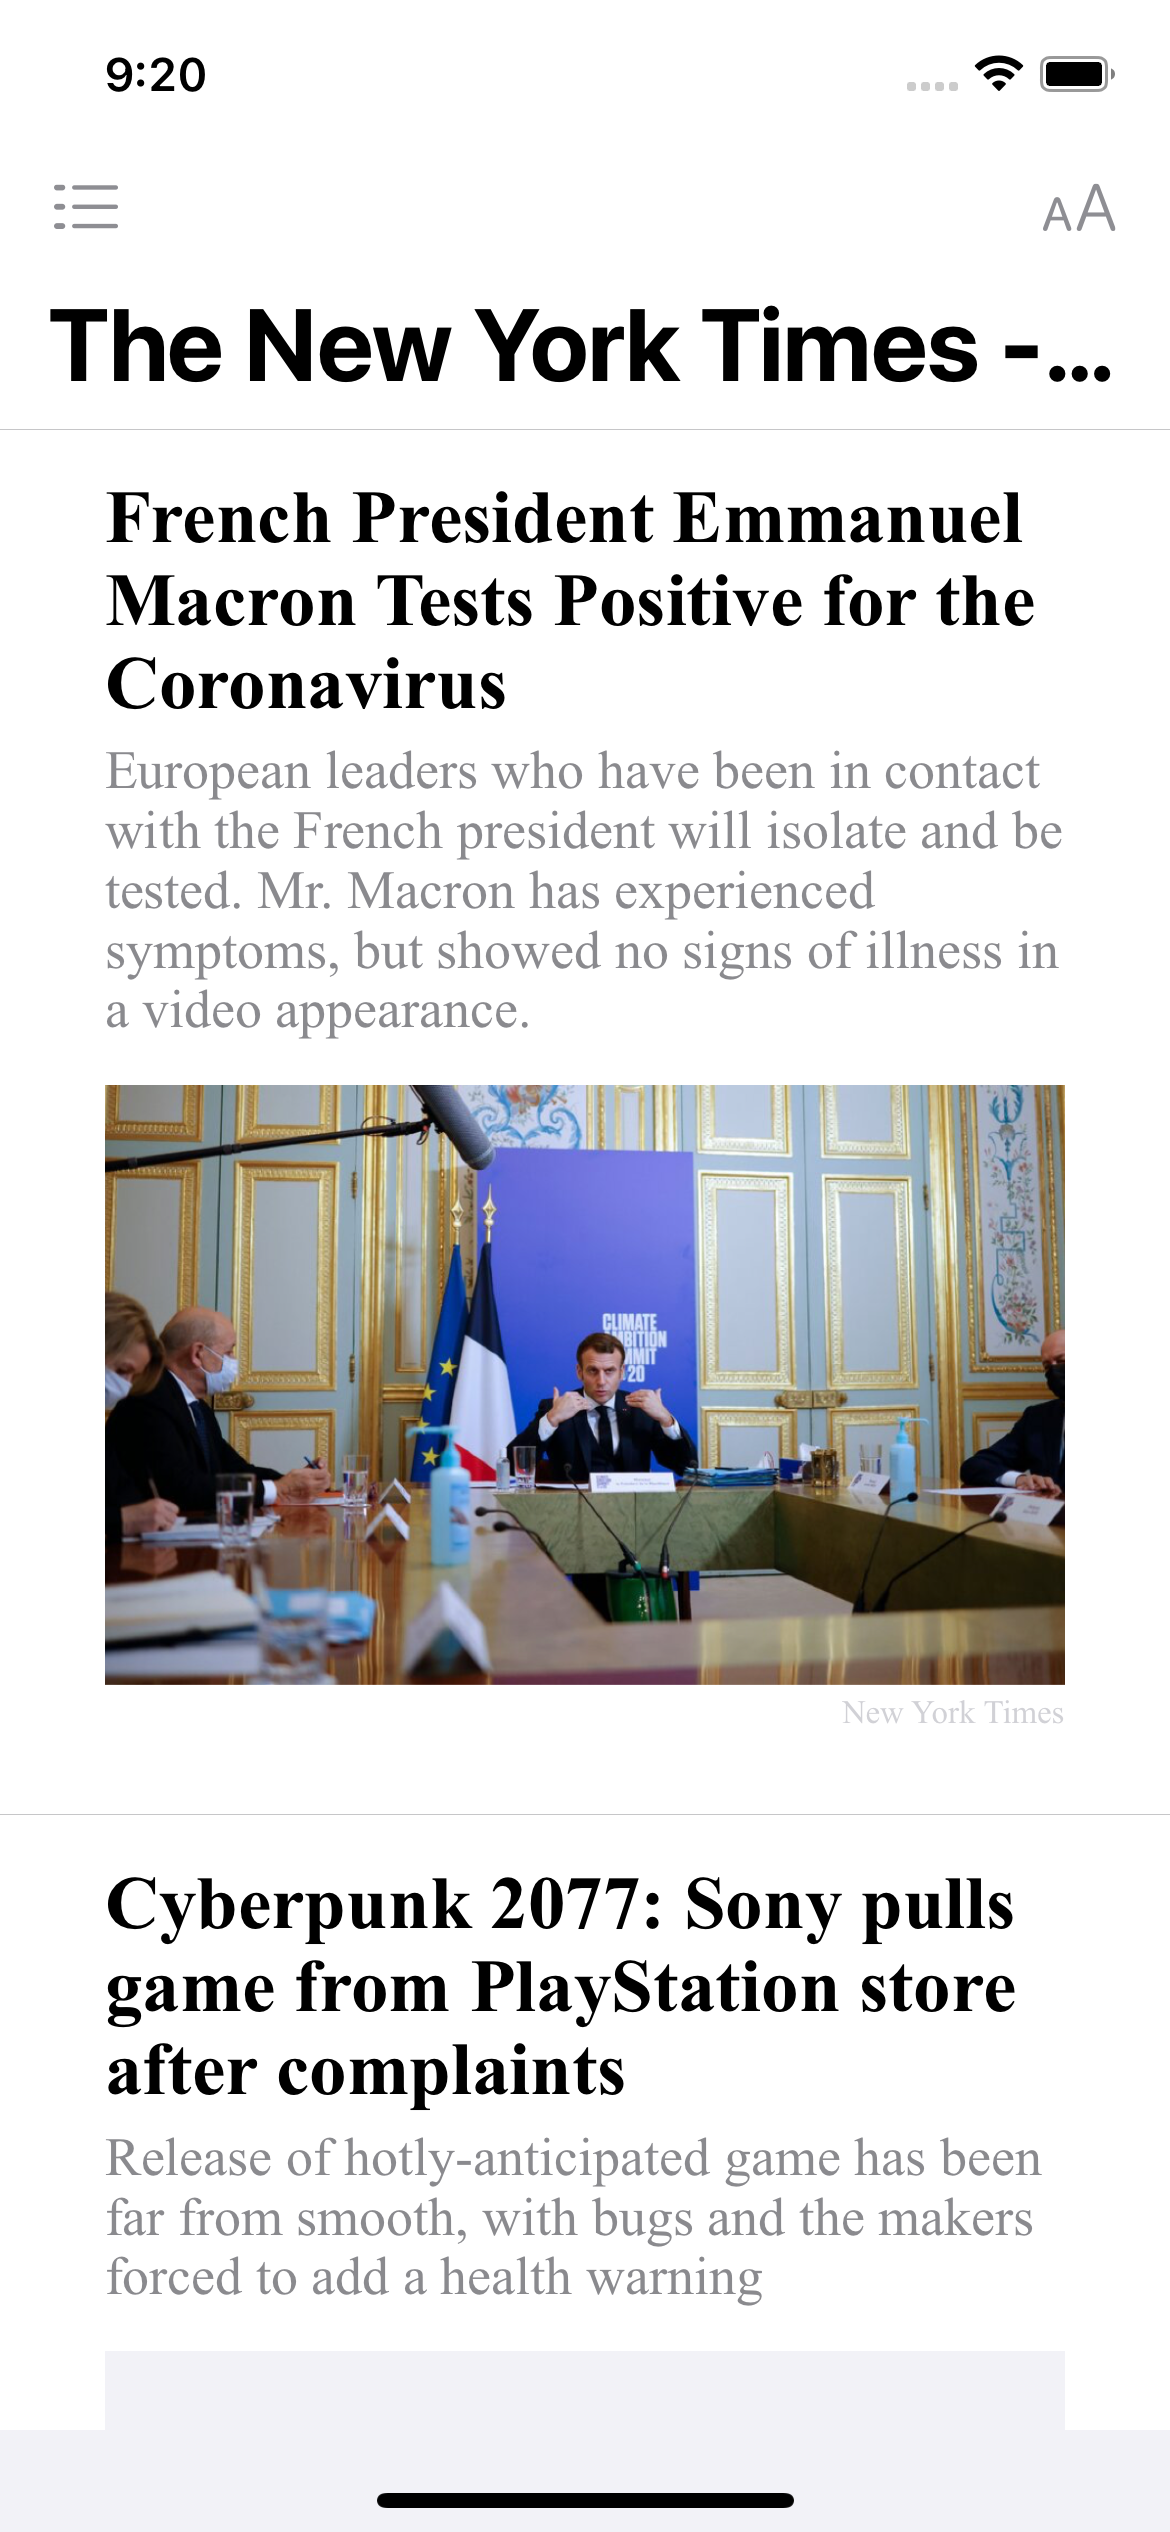 9:20
AA
The New York Times -...
French President Emmanuel
Macron Tests Positive for the
Coronavirus
European leaders who have been in contact
with the French president will isolate and be
tested. Mr. Macron has experienced
symptoms, but showed no signs of illness in
a video appearance.
CLIMATE
20
New York Times
Cyberpunk 2077: Sony pulls
game from PlayStation store
after complaints
Release of hotly-anticipated game has been
far from smooth, with bugs and the makers
forced to add a health warning